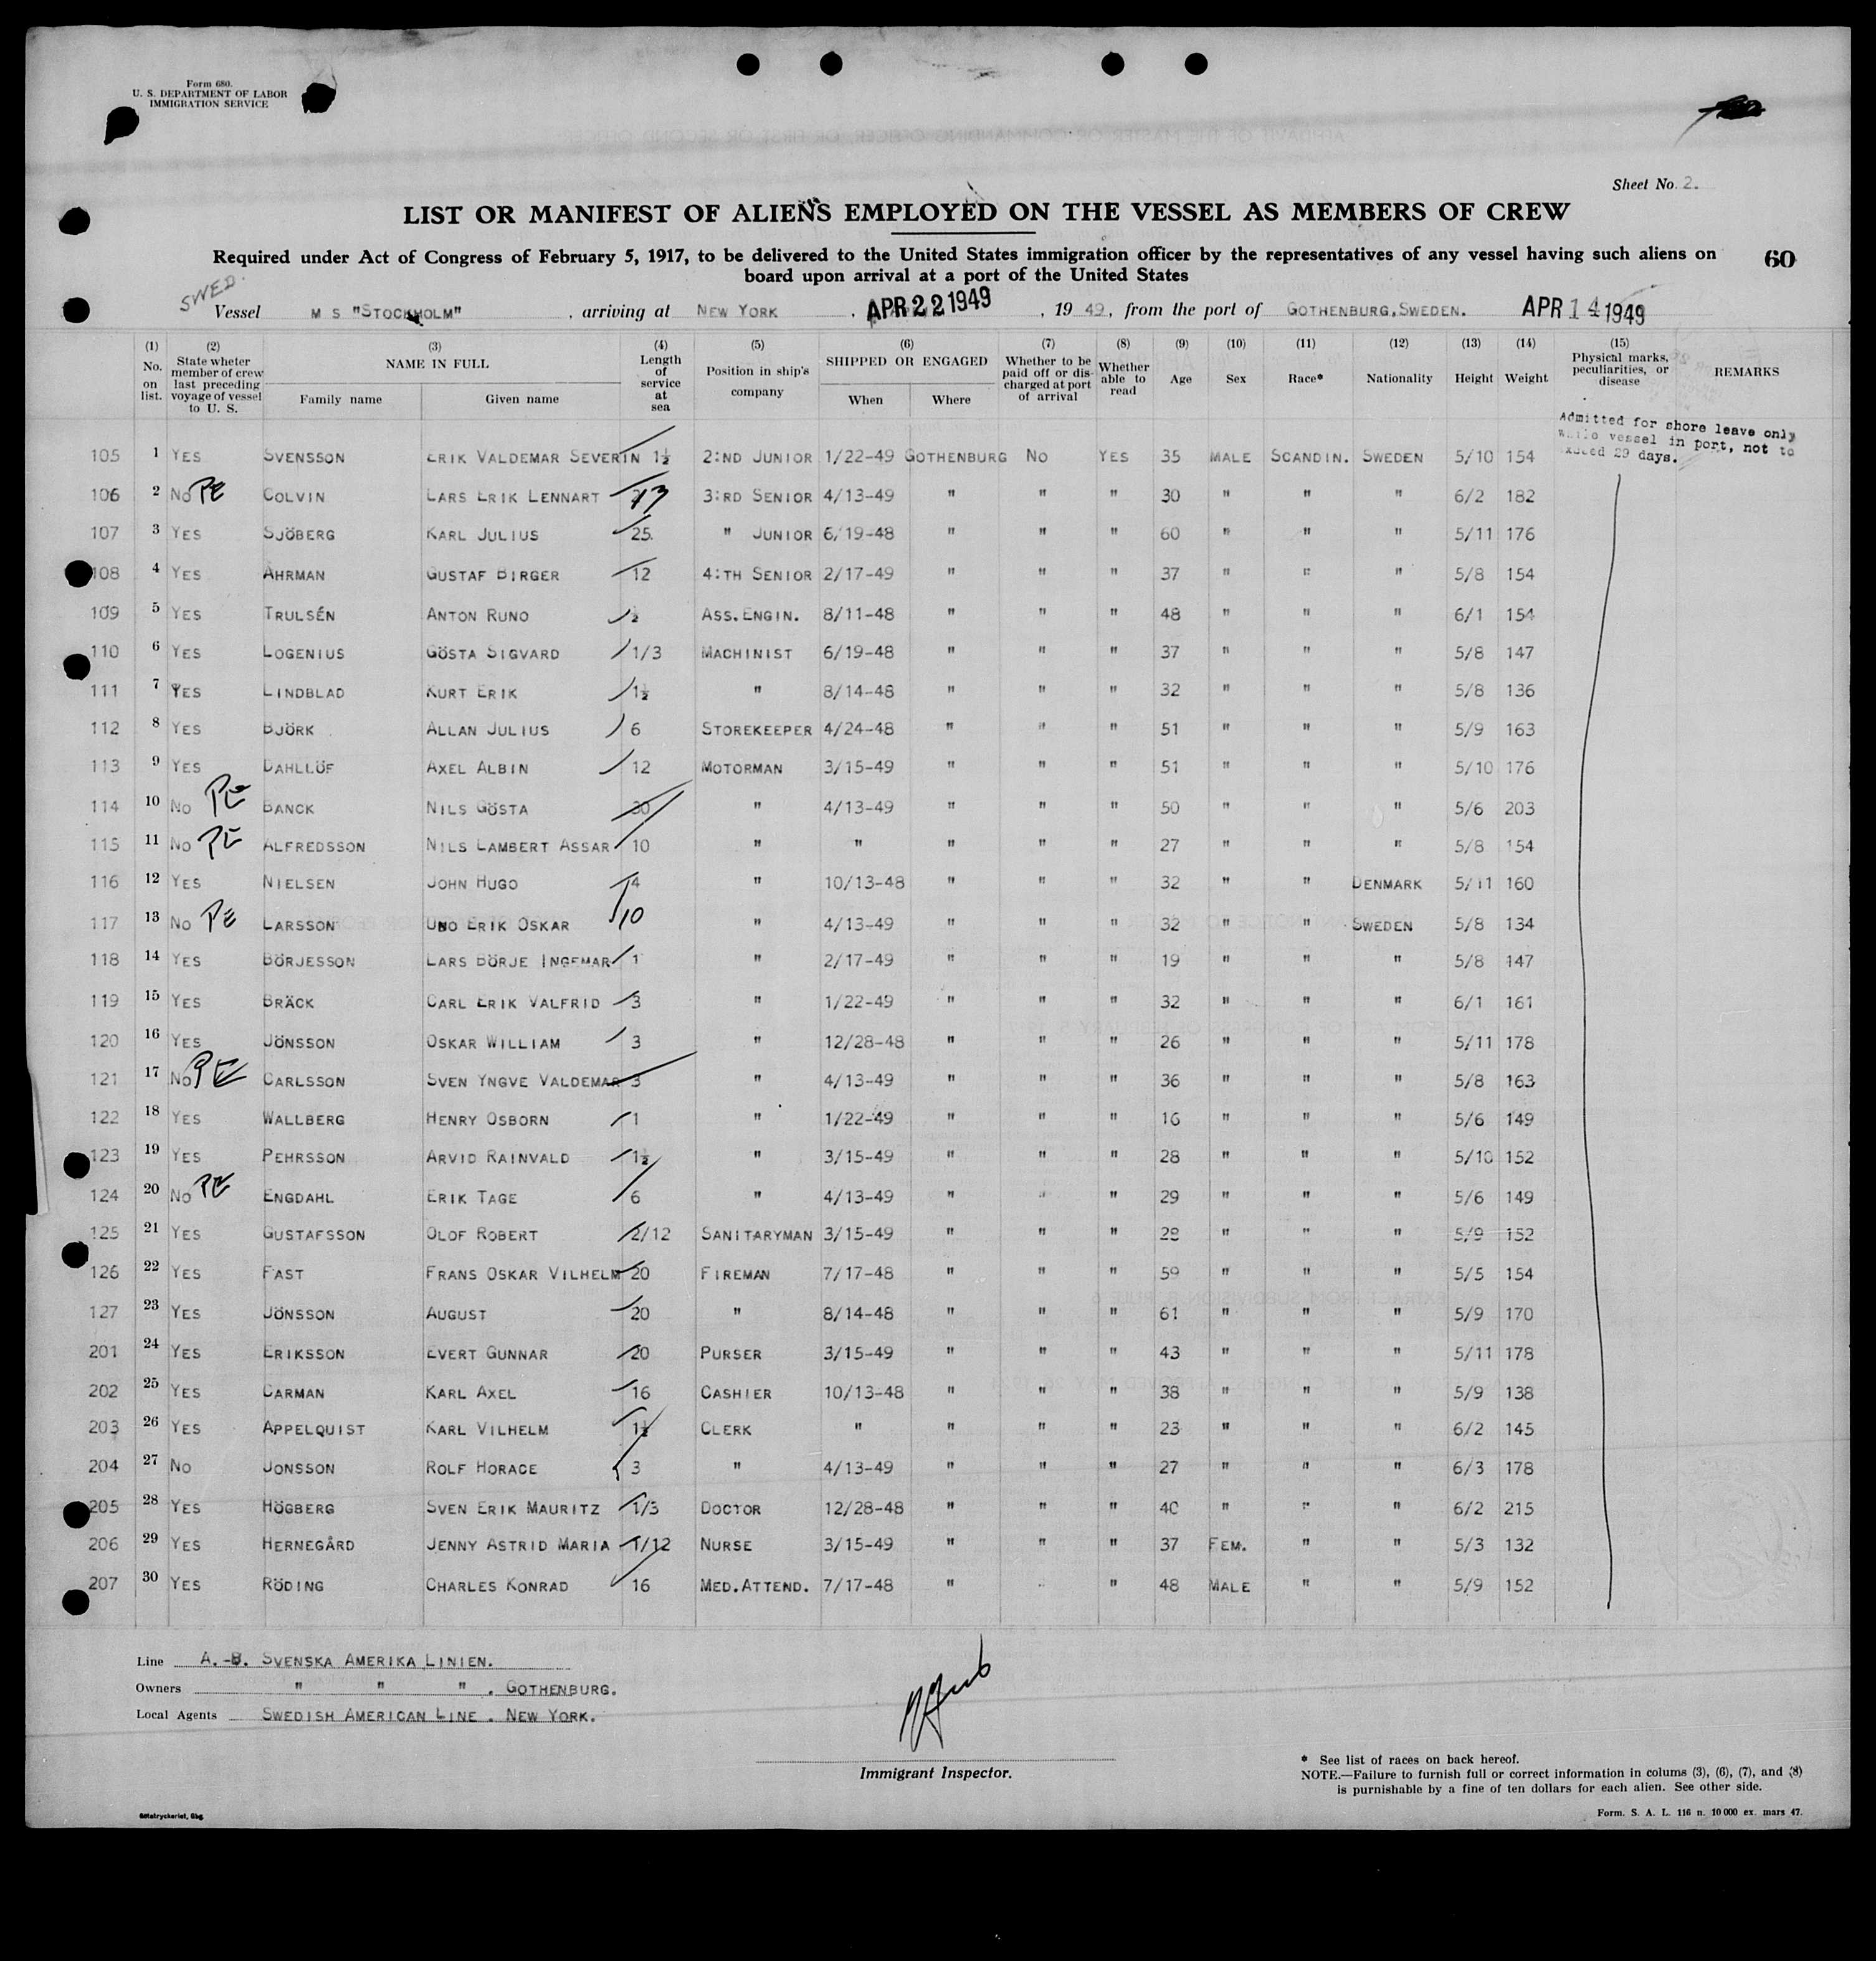 Form 680.
U. S. DEPARTMENT OF LABOR
IMMIGRATION SERVICE
Sheet No. 2.
LIST OR MANIFEST OF ALIENS EMPLOYED ON THE VESSEL AS MEMBERS OF CREW
Required under Act of Congress of February 5, 1917, to be delivered to the United States immigration officer by the representatives of any vessel having such aliens on
board upon arrival at a port of the United States
60
SWED.
Vessel M S "STOCKHOLM" , arriving at NEW YORK , APR 22 1949 , 19 49, from the port of GOTHENBURG, SWEDEN. APR 14 1949
(1) No. on list. (2) State wheter member of crew last preceding voyage of vessel to U. S. (3) NAME IN FULL Family name Given name (4) Length of service at sea (5) Position in ship's company (6) SHIPPED OR ENGAGED When Where (7) Whether to be paid off or discharged at port of arrival (8) Whether able to read (9) Age (10) Sex (11) Race* (12) Nationality (13) Height (14) Weight (15) Physical marks, peculiarities, or disease REMARKS
Admitted for shore leave only
while vessel in port, not to
exceed 29 days.
105 1 YES SVENSSON ERIK VALDEMAR SEVERIN 1½ 2:ND JUNIOR 1/22-49 GOTHENBURG NO YES 35 MALE SCANDIN. SWEDEN 5/10 154
106 2 NO PE COLVIN LARS ERIK LENNART 13 3:RD SENIOR 4/13-49 " " " 30 " " " 6/2 182
107 3 YES SJÖBERG KARL JULIUS 25. " JUNIOR 6/19-48 " " " 60 " " " 5/11 176
108 4 YES ÅHRMAN GUSTAF BIRGER 12 4:TH SENIOR 2/17-49 " " " 37 " " " 5/8 154
109 5 YES TRULSÉN ANTON RUNO ½ ASS.ENGIN. 8/11-48 " " " 48 " " " 6/1 154
110 6 YES LOGENIUS GÖSTA SIGVARD 1/3 MACHINIST 6/19-48 " " " 37 " " " 5/8 147
111 7 YES LINDBLAD KURT ERIK 1½ " 8/14-48 " " " 32 " " " 5/8 136
112 8 YES BJÖRK ALLAN JULIUS 6 STOREKEEPER 4/24-48 " " " 51 " " " 5/9 163
113 9 YES DAHLLÖF AXEL ALBIN 12 MOTORMAN 3/15-49 " " " 51 " " " 5/10 176
114 10 NO PE BANCK NILS GÖSTA 30 " 4/13-49 " " " 50 " " " 5/6 203
115 11 NO PE ALFREDSSON NILS LAMBERT ASSAR 10 " " " " " 27 " " " 5/8 154
116 12 YES NIELSEN JOHN HUGO 4 " 10/13-48 " " " 32 " " DENMARK 5/11 160
117 13 NO PE LARSSON UNO ERIK OSKAR 10 " 4/13-49 " " " 32 " " SWEDEN 5/8 134
118 14 YES BÖRJESSON LARS BÖRJE INGEMAR 1 " 2/17-49 " " " 19 " " " 5/8 147
119 15 YES BRÄCK CARL ERIK VALFRID 3 " 1/22-49 " " " 32 " " " 6/1 161
120 16 YES JÖNSSON OSKAR WILLIAM 3 " 12/28-48 " " " 26 " " " 5/11 178
121 17 NO PE CARLSSON SVEN YNGVE VALDEMAR 3 " 4/13-49 " " " 36 " " " 5/8 163
122 18 YES WALLBERG HENRY OSBORN 1 " 1/22-49 " " " 16 " " " 5/6 149
123 19 YES PEHRSSON ARVID RAINVALD 1½ " 3/15-49 " " " 28 " " " 5/10 152
124 20 NO PE ENGDAHL ERIK TAGE 6 " 4/13-49 " " " 29 " " " 5/6 149
125 21 YES GUSTAFSSON OLOF ROBERT 2/12 SANITARYMAN 3/15-49 " " " 28 " " " 5/9 152
126 22 YES FAST FRANS OSKAR VILHELM 20 FIREMAN 7/17-48 " " " 59 " " " 5/5 154
127 23 YES JÖNSSON AUGUST 20 " 8/14-48 " " " 61 " " " 5/9 170
201 24 YES ERIKSSON EVERT GUNNAR 20 PURSER 3/15-49 " " " 43 " " " 5/11 178
202 25 YES CARMAN KARL AXEL 16 CASHIER 10/13-48 " " " 38 " " " 5/9 138
203 26 YES APPELQUIST KARL VILHELM 1½ CLERK " " " " 23 " " " 6/2 145
204 27 NO JONSSON ROLF HORACE 3 " 4/13-49 " " " 27 " " " 6/3 178
205 28 YES HÖGBERG SVEN ERIK MAURITZ 1/3 DOCTOR 12/28-48 " " " 40 " " " 6/2 215
206 29 YES HERNEGÅRD JENNY ASTRID MARIA 1/12 NURSE 3/15-49 " " " 37 FEM. " " 5/3 132
207 30 YES RÖDING CHARLES KONRAD 16 MED.ATTEND. 7/17-48 " " " 48 MALE " " 5/9 152
Line A.-B. SVENSKA AMERIKA LINIEN.
Owners " " " . GOTHENBURG.
Local Agents SWEDISH AMERICAN LINE . NEW YORK.
Immigrant Inspector.
* See list of races on back hereof.
NOTE.—Failure to furnish full or correct information in colums (3), (6), (7), and (8)
is purnishable by a fine of ten dollars for each alien. See other side.
Götatryckeriet, Gbg.
Form. S. A. L. 116 n. 10 000 ex. mars 47.